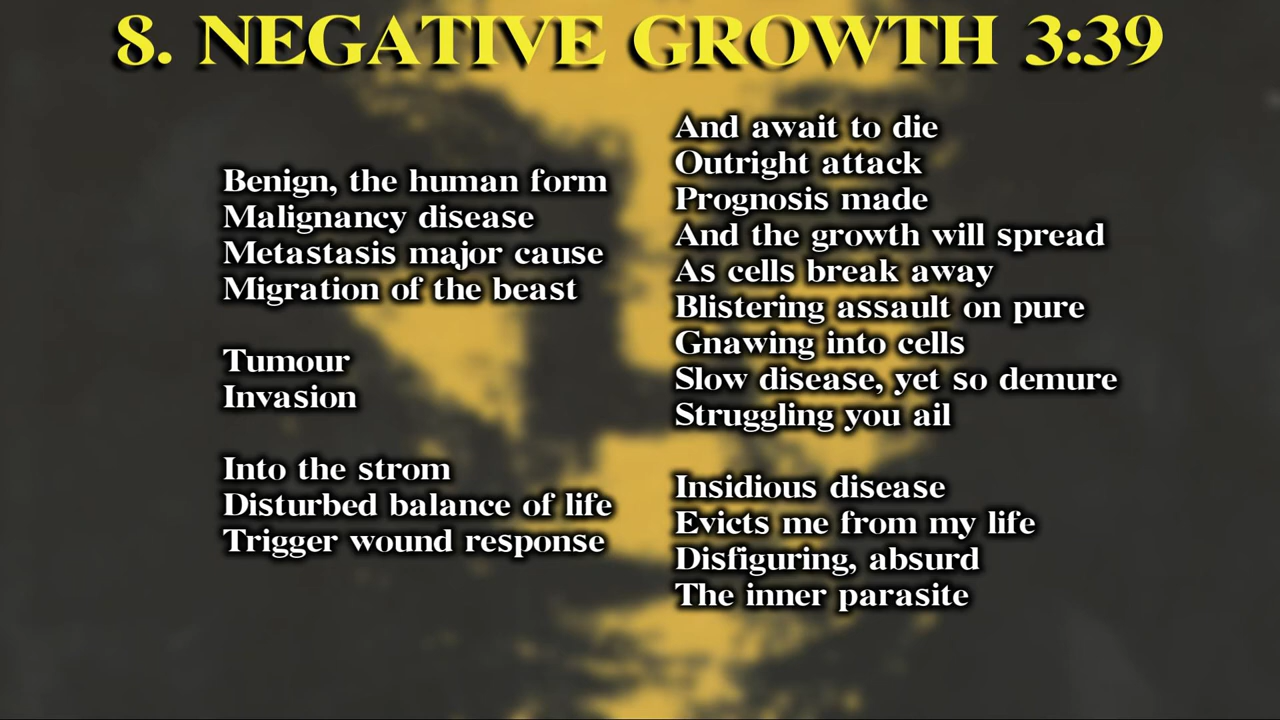 8. NEGATIVE GROWTH 3:39
Benign, the human form
Malignancy disease
Metastasis major cause
Migration of the beast
Tumour
Invasion
Into the strom
Disturbed balance of life
Trigger wound response
And await to die
Outright attack
Prognosis made
And the growth will spread
As cells break away
Blistering assault on pure
Gnawing into cells
Slow disease, yet so demure
Struggling you ail
Insidious disease
Evicts me from my life
Disfiguring, absurd
The inner parasite